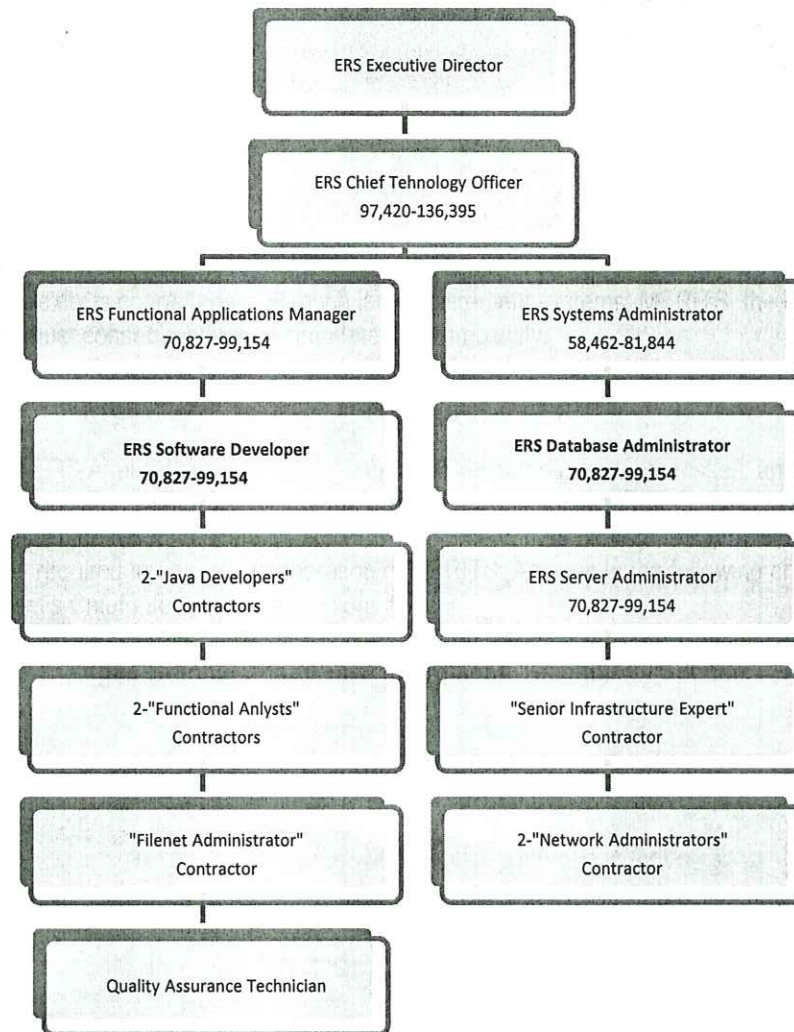 ERS Executive Director
ERS Chief Tehnology Officer
97,420-136,395
ERS Functional Applications Manager
70,827-99,154
ERS Systems Administrator
58,462-81,844
ERS Software Developer
70,827-99,154
ERS Database Administrator
70,827-99,154
2-"Java Developers"
Contractors
ERS Server Administrator
70,827-99,154
2-"Functional Anlysts"
Contractors
"Senior Infrastructure Expert"
Contractor
"Filenet Administrator"
Contractor
2-"Network Administrators"
Contractor
Quality Assurance Technician